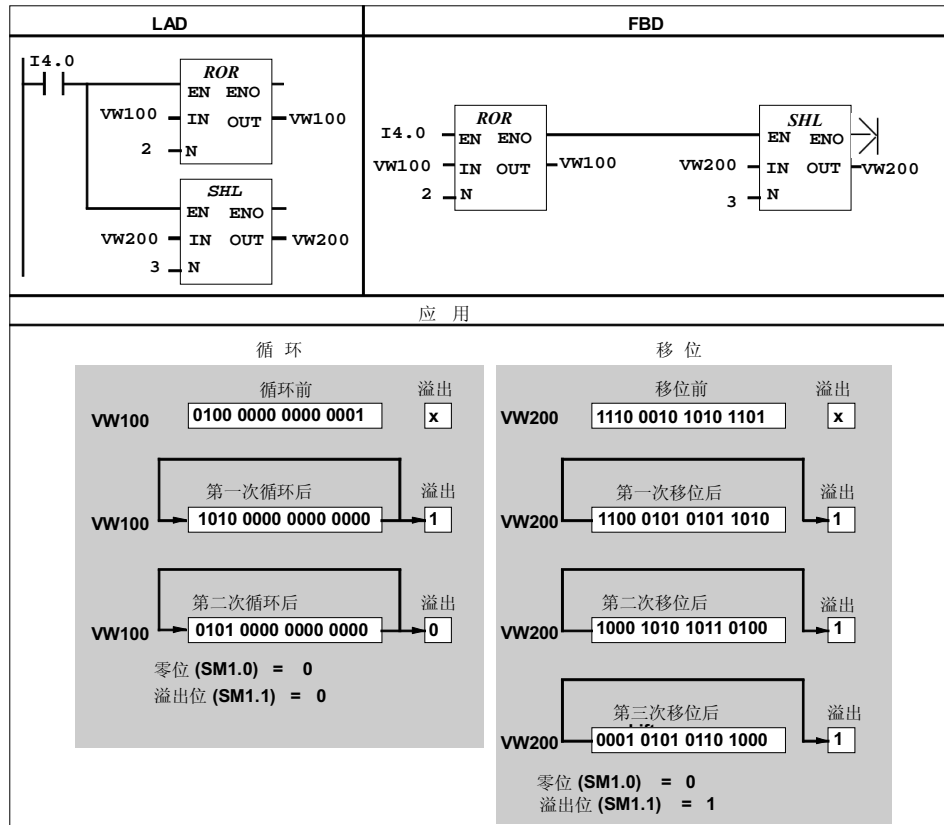 LAD
FBD
I4.0
ROR
EN ENO
VW100 IN OUT VW100
2 N
SHL
EN ENO
VW200 IN OUT VW200
3 N
ROR
I4.0 EN ENO
VW100 IN OUT VW100
2 N
SHL
EN ENO
VW200 IN OUT VW200
3 N
应 用
循 环
循环前 溢出
VW100 0100 0000 0000 0001 x
第一次循环后 溢出
VW100 1010 0000 0000 0000 1
第二次循环后 溢出
VW100 0101 0000 0000 0000 0
零位 (SM1.0) = 0
溢出位 (SM1.1) = 0
移 位
移位前 溢出
VW200 1110 0010 1010 1101 x
第一次移位后 溢出
VW200 1100 0101 0101 1010 1
第二次移位后 溢出
VW200 1000 1010 1011 0100 1
第三次移位后 溢出
VW200 0001 0101 0110 1000 1
零位 (SM1.0) = 0
溢出位 (SM1.1) = 1